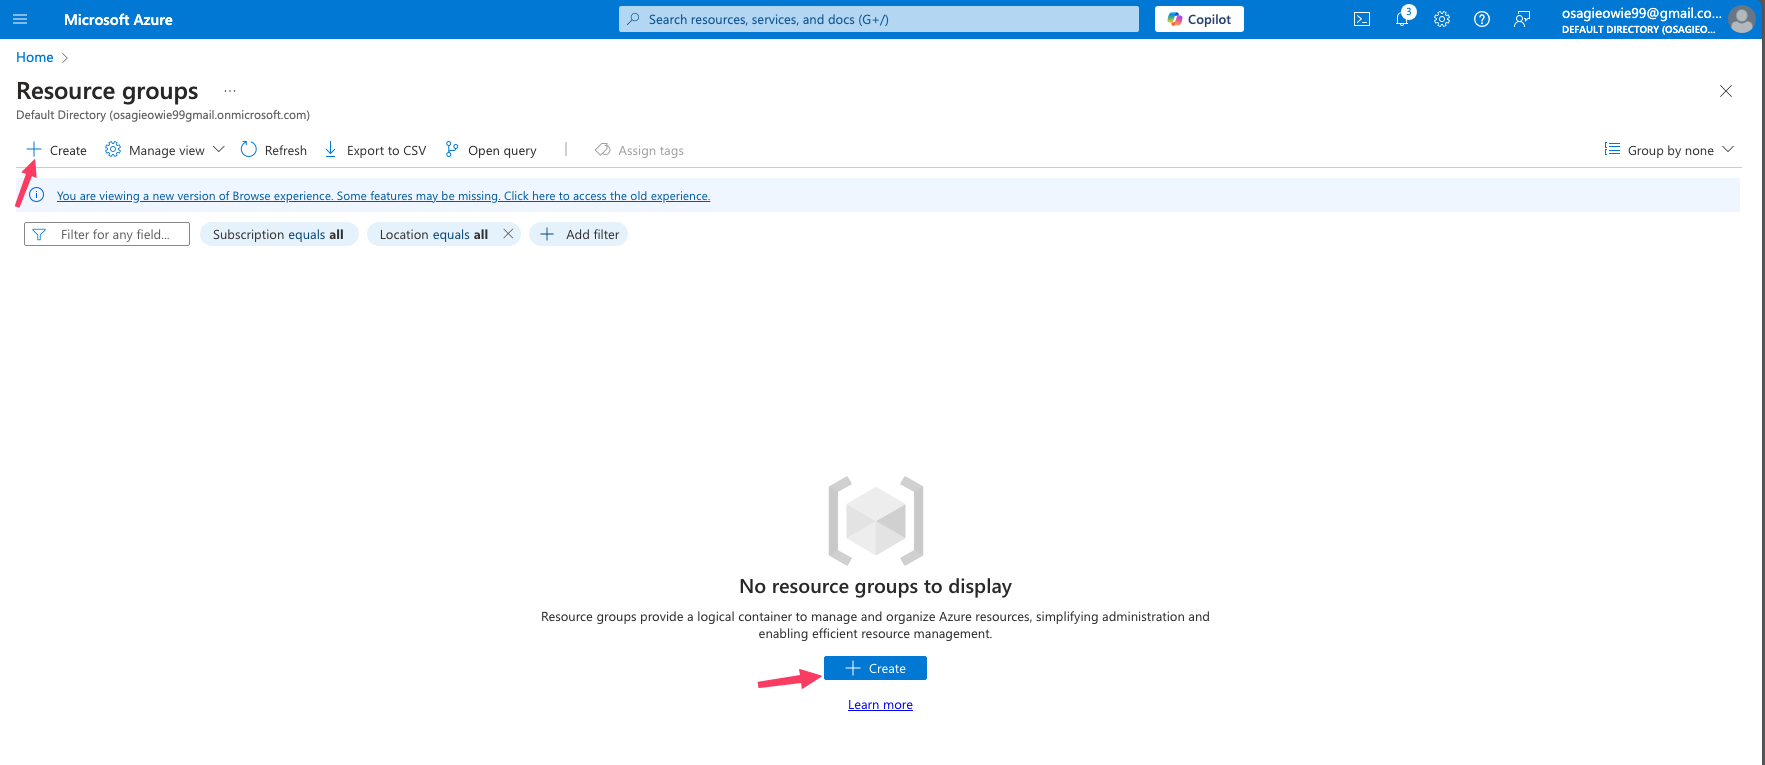 Microsoft Azure
Search resources, services, and docs (G+/)
Copilot
3
osagieowie99@gmail.co...
DEFAULT DIRECTORY (OSAGIEO...
Home
Resource groups ...
Default Directory (osagieowie99gmail.onmicrosoft.com)
Create Manage view Refresh Export to CSV Open query | Assign tags Group by none
You are viewing a new version of Browse experience. Some features may be missing. Click here to access the old experience.
Filter for any field... Subscription equals all Location equals all Add filter
No resource groups to display
Resource groups provide a logical container to manage and organize Azure resources, simplifying administration and
enabling efficient resource management.
Create
Learn more